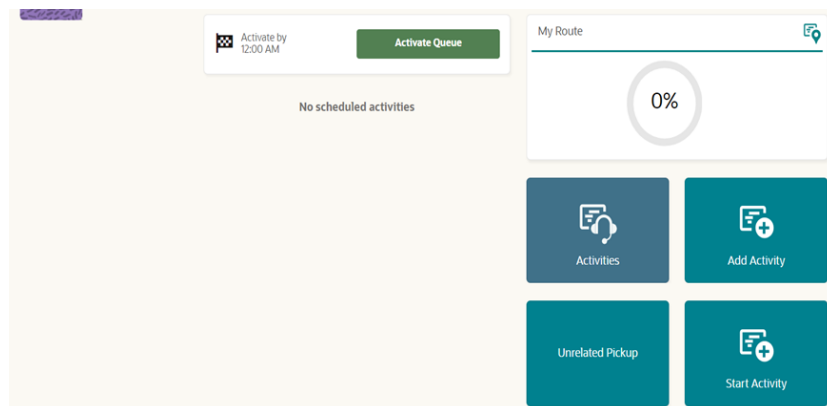 Activate by
12:00 AM
Activate Queue
No scheduled activities
My Route
0%
Activities
Add Activity
Unrelated Pickup
Start Activity